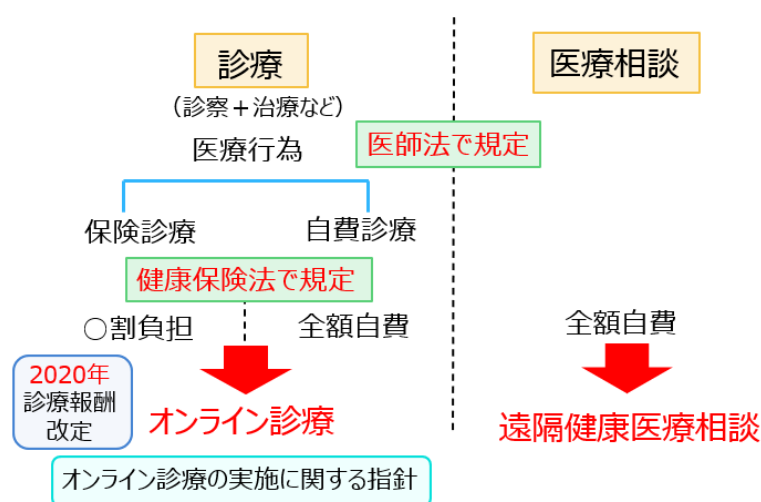 診療
医療相談
（診察＋治療など）
医療行為
医師法で規定
保険診療
自費診療
健康保険法で規定
○割負担
全額自費
全額自費
2020年
診療報酬
改定
オンライン診療
遠隔健康医療相談
オンライン診療の実施に関する指針